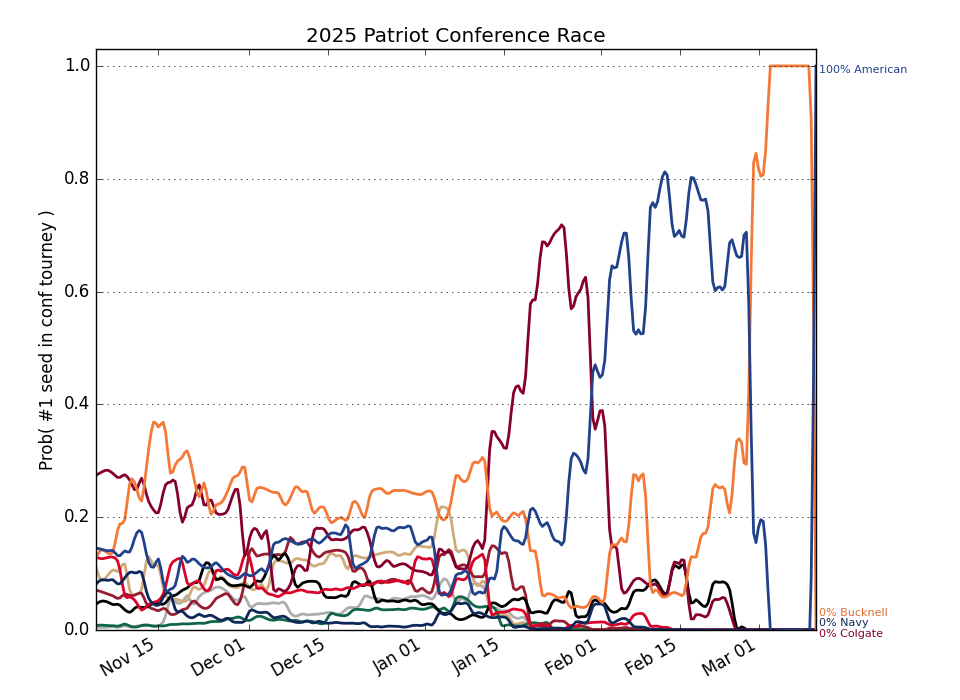 2025 Patriot Conference Race
Prob( #1 seed in conf tourney )
1.0
0.8
0.6
0.4
0.2
0.0
Nov 15
Dec 01
Dec 15
Jan 01
Jan 15
Feb 01
Feb 15
Mar 01
100% American
0% Bucknell
0% Navy
0% Colgate